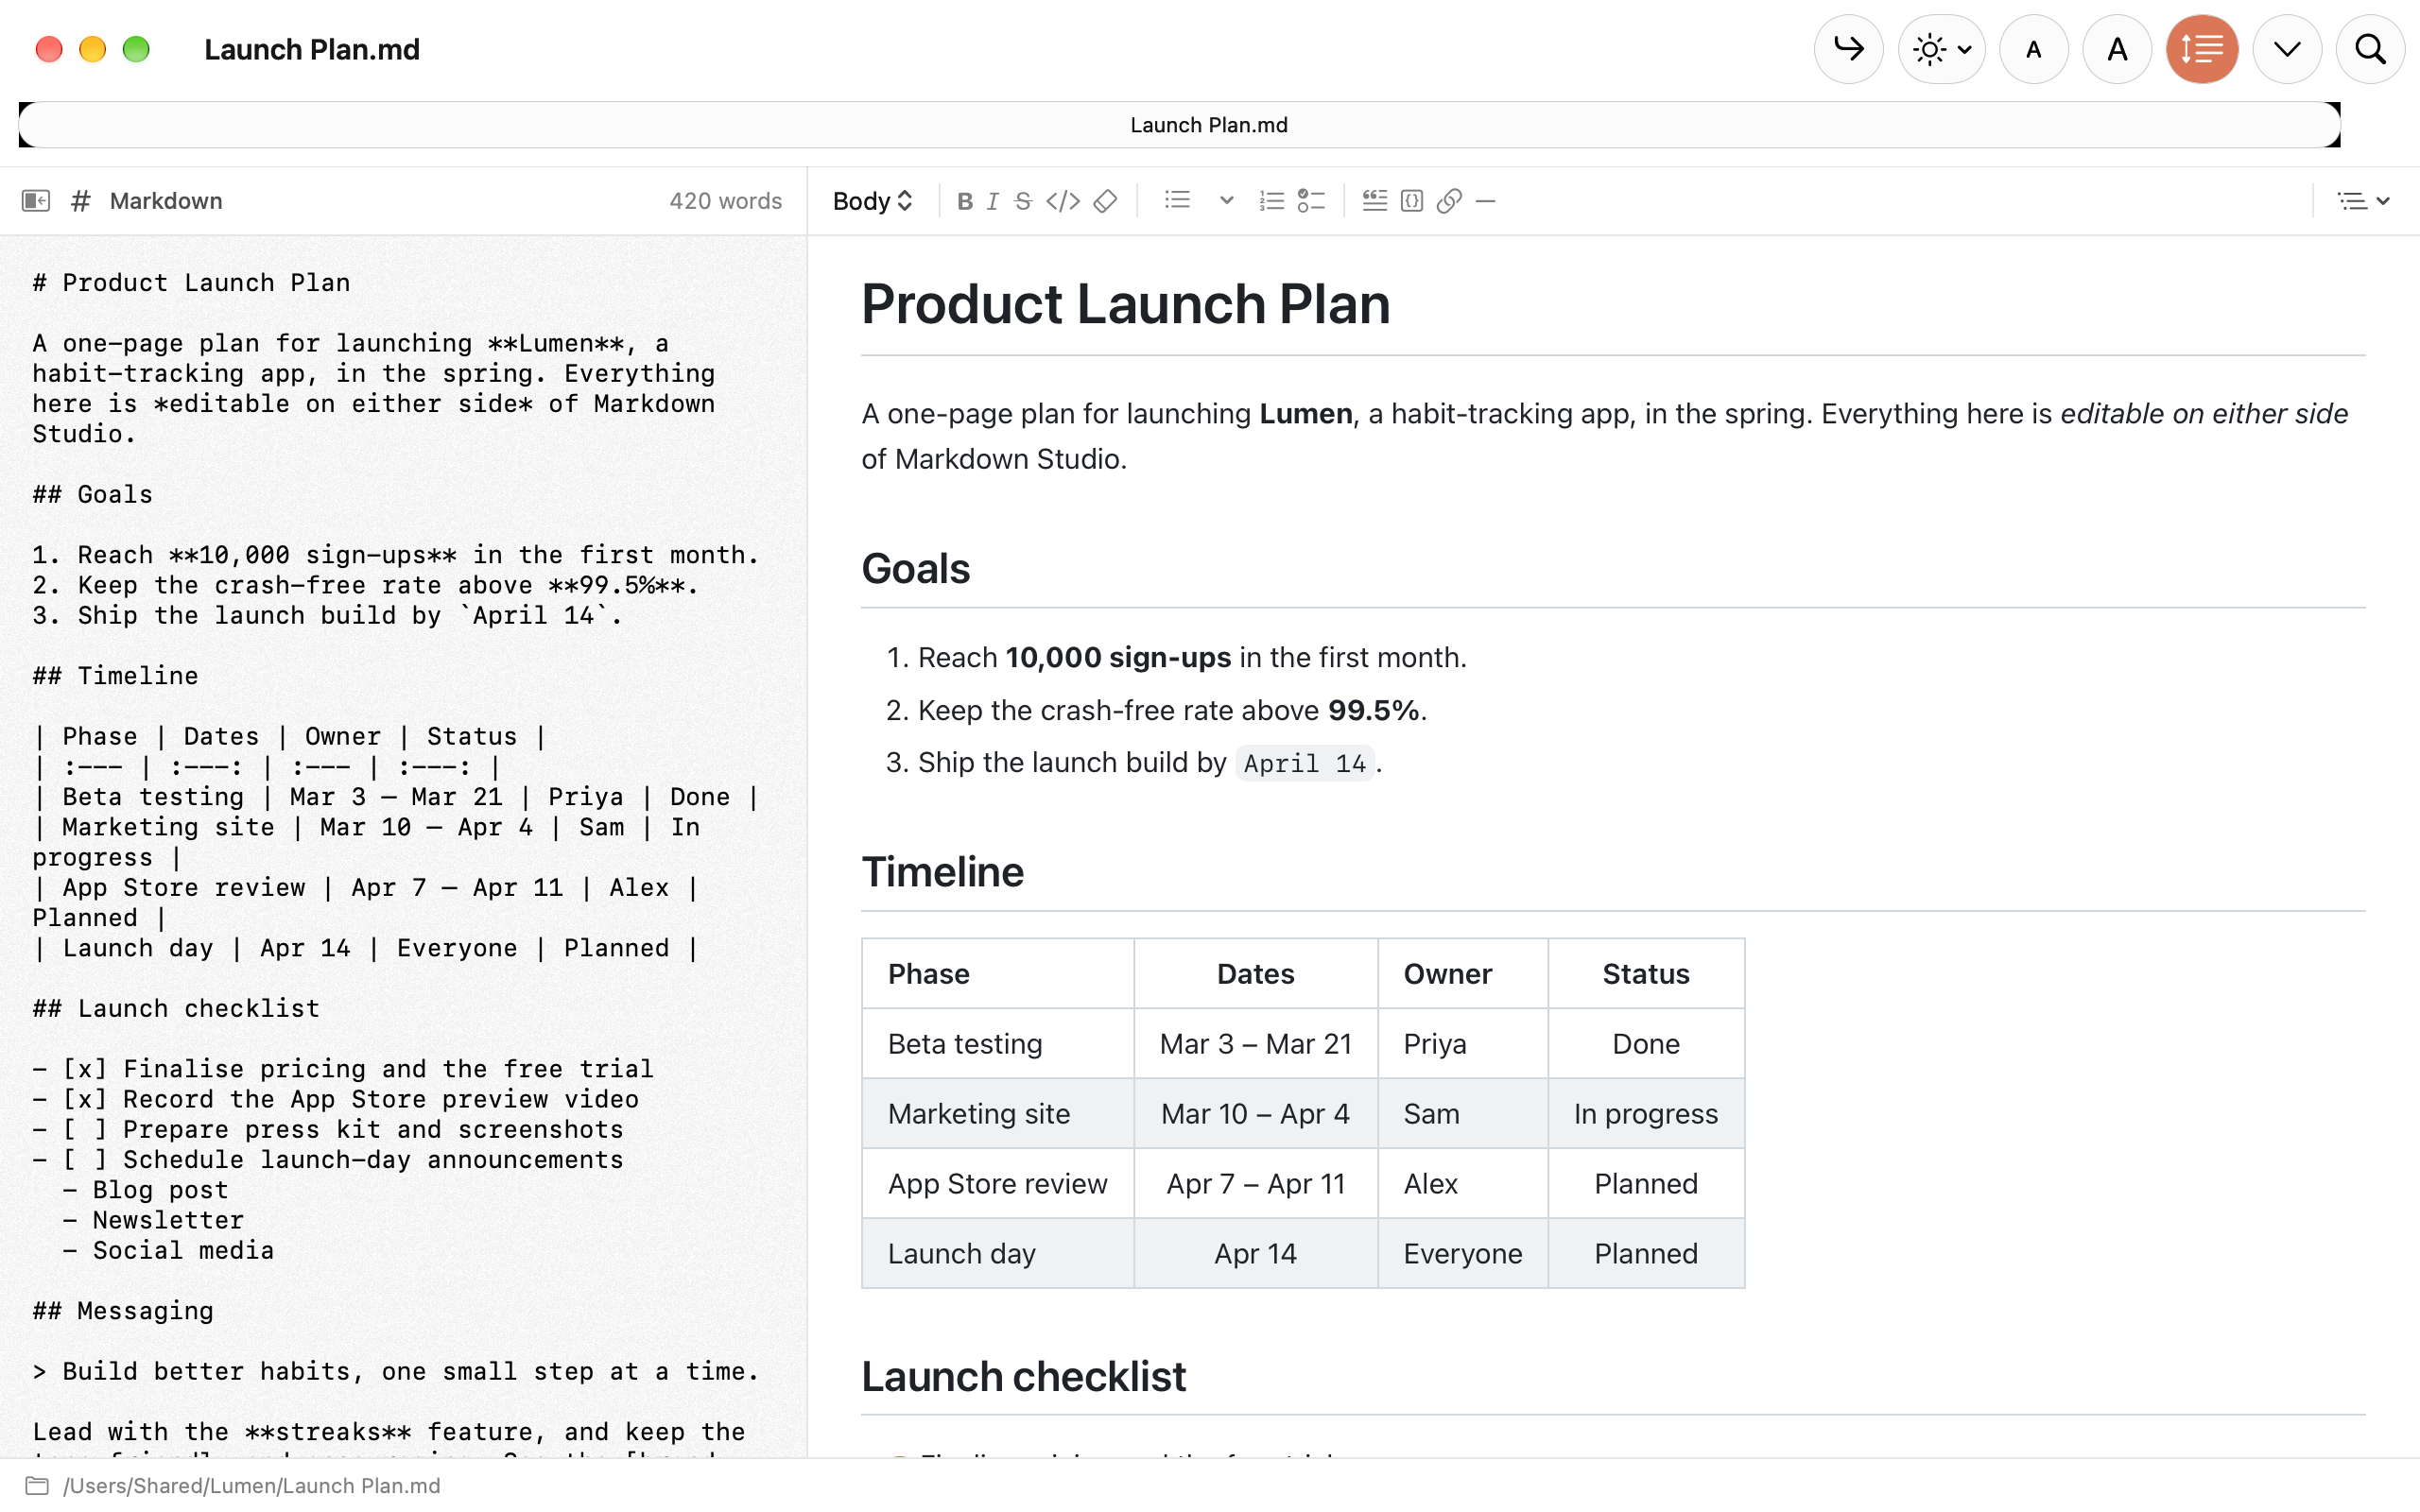 Launch Plan.md
A
A
Launch Plan.md
# Markdown
420 words
Body
B I S </>
# Product Launch Plan
A one-page plan for launching **Lumen**, a
habit-tracking app, in the spring. Everything
here is *editable on either side* of Markdown
Studio.
## Goals
1. Reach **10,000 sign-ups** in the first month.
2. Keep the crash-free rate above **99.5%**.
3. Ship the launch build by `April 14`.
## Timeline
| Phase | Dates | Owner | Status |
| :--- | :---: | :--- | :---: |
| Beta testing | Mar 3 – Mar 21 | Priya | Done |
| Marketing site | Mar 10 – Apr 4 | Sam | In
progress |
| App Store review | Apr 7 – Apr 11 | Alex |
Planned |
| Launch day | Apr 14 | Everyone | Planned |
## Launch checklist
- [x] Finalise pricing and the free trial
- [x] Record the App Store preview video
- [ ] Prepare press kit and screenshots
- [ ] Schedule launch-day announcements
  - Blog post
  - Newsletter
  - Social media
## Messaging
> Build better habits, one small step at a time.
Lead with the **streaks** feature, and keep the
Product Launch Plan
A one-page plan for launching Lumen, a habit-tracking app, in the spring. Everything here is editable on either side
of Markdown Studio.
Goals
1. Reach 10,000 sign-ups in the first month.
2. Keep the crash-free rate above 99.5%.
3. Ship the launch build by April 14.
Timeline
Phase Dates Owner Status
Beta testing Mar 3 – Mar 21 Priya Done
Marketing site Mar 10 – Apr 4 Sam In progress
App Store review Apr 7 – Apr 11 Alex Planned
Launch day Apr 14 Everyone Planned
Launch checklist
/Users/Shared/Lumen/Launch Plan.md